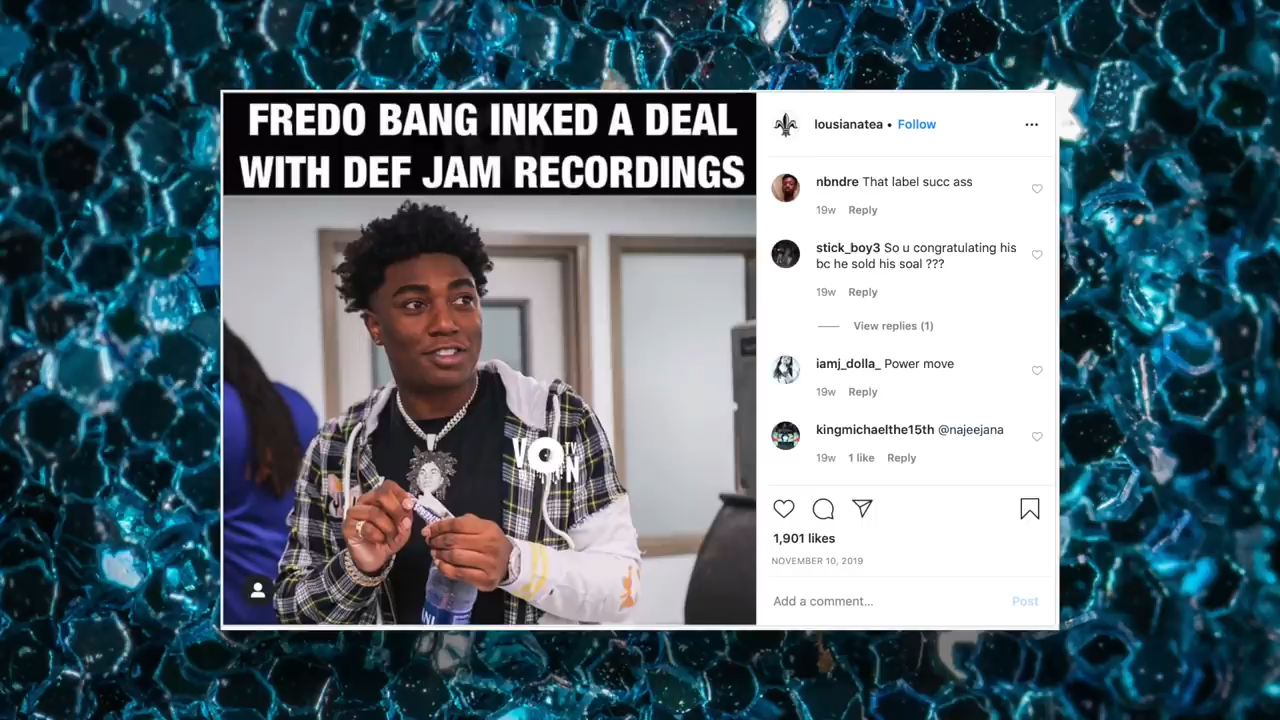 FREDO BANG INKED A DEAL
WITH DEF JAM RECORDINGS
VON TV
lousianatea • Follow
nbndre That label succ ass
19w Reply
stick_boy3 So u congratulating his
bc he sold his soal ???
19w Reply
View replies (1)
iamj_dolla_ Power move
19w Reply
kingmichaelthe15th @najeejana
19w 1 like Reply
1,901 likes
NOVEMBER 10, 2019
Add a comment...
Post